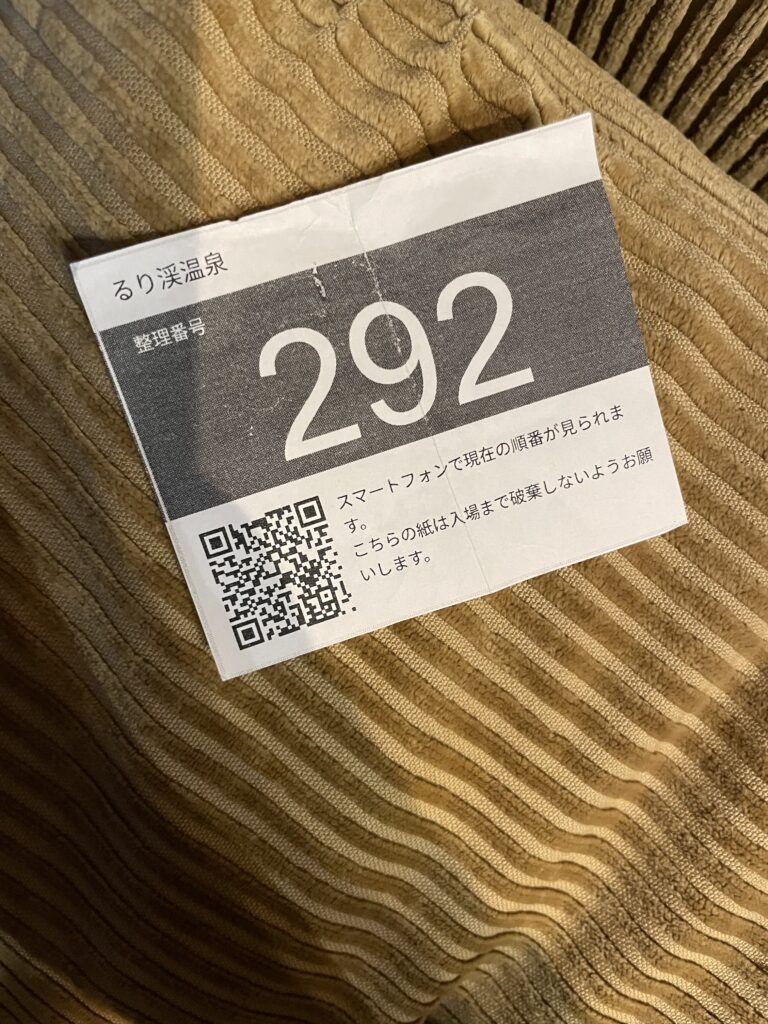 るり渓温泉
整理番号
292
スマートフォンで現在の順番が見られま
す。
こちらの紙は入場まで破棄しないようお願
いします。